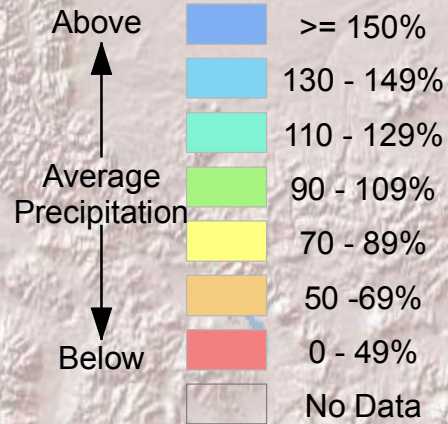 Above
>= 150%
130 - 149%
110 - 129%
Average
Precipitation
90 - 109%
70 - 89%
50 -69%
Below
0 - 49%
No Data